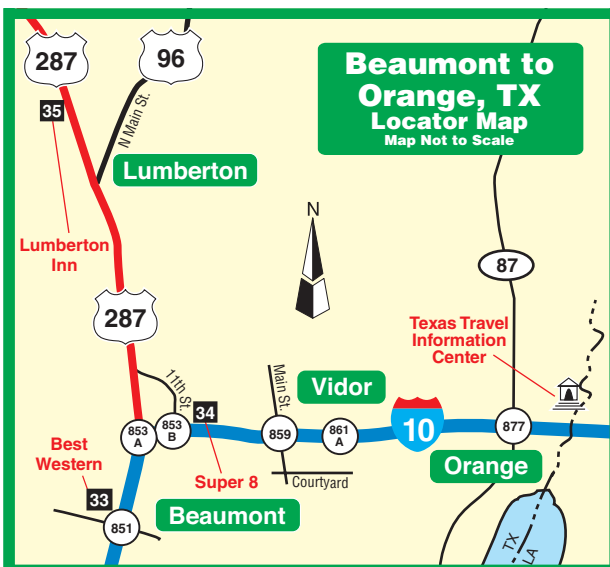 Beaumont to
Orange, TX
Locator Map
Map Not to Scale
287
96
35
N Main St.
Lumberton
Lumberton
Inn
N
87
287
Texas Travel
Information
Center
11th St.
Main St.
Vidor
34
853
A
853
B
859
861
A
10
877
Best
Western
Super 8
Orange
33
Courtyard
851
Beaumont
TX
LA